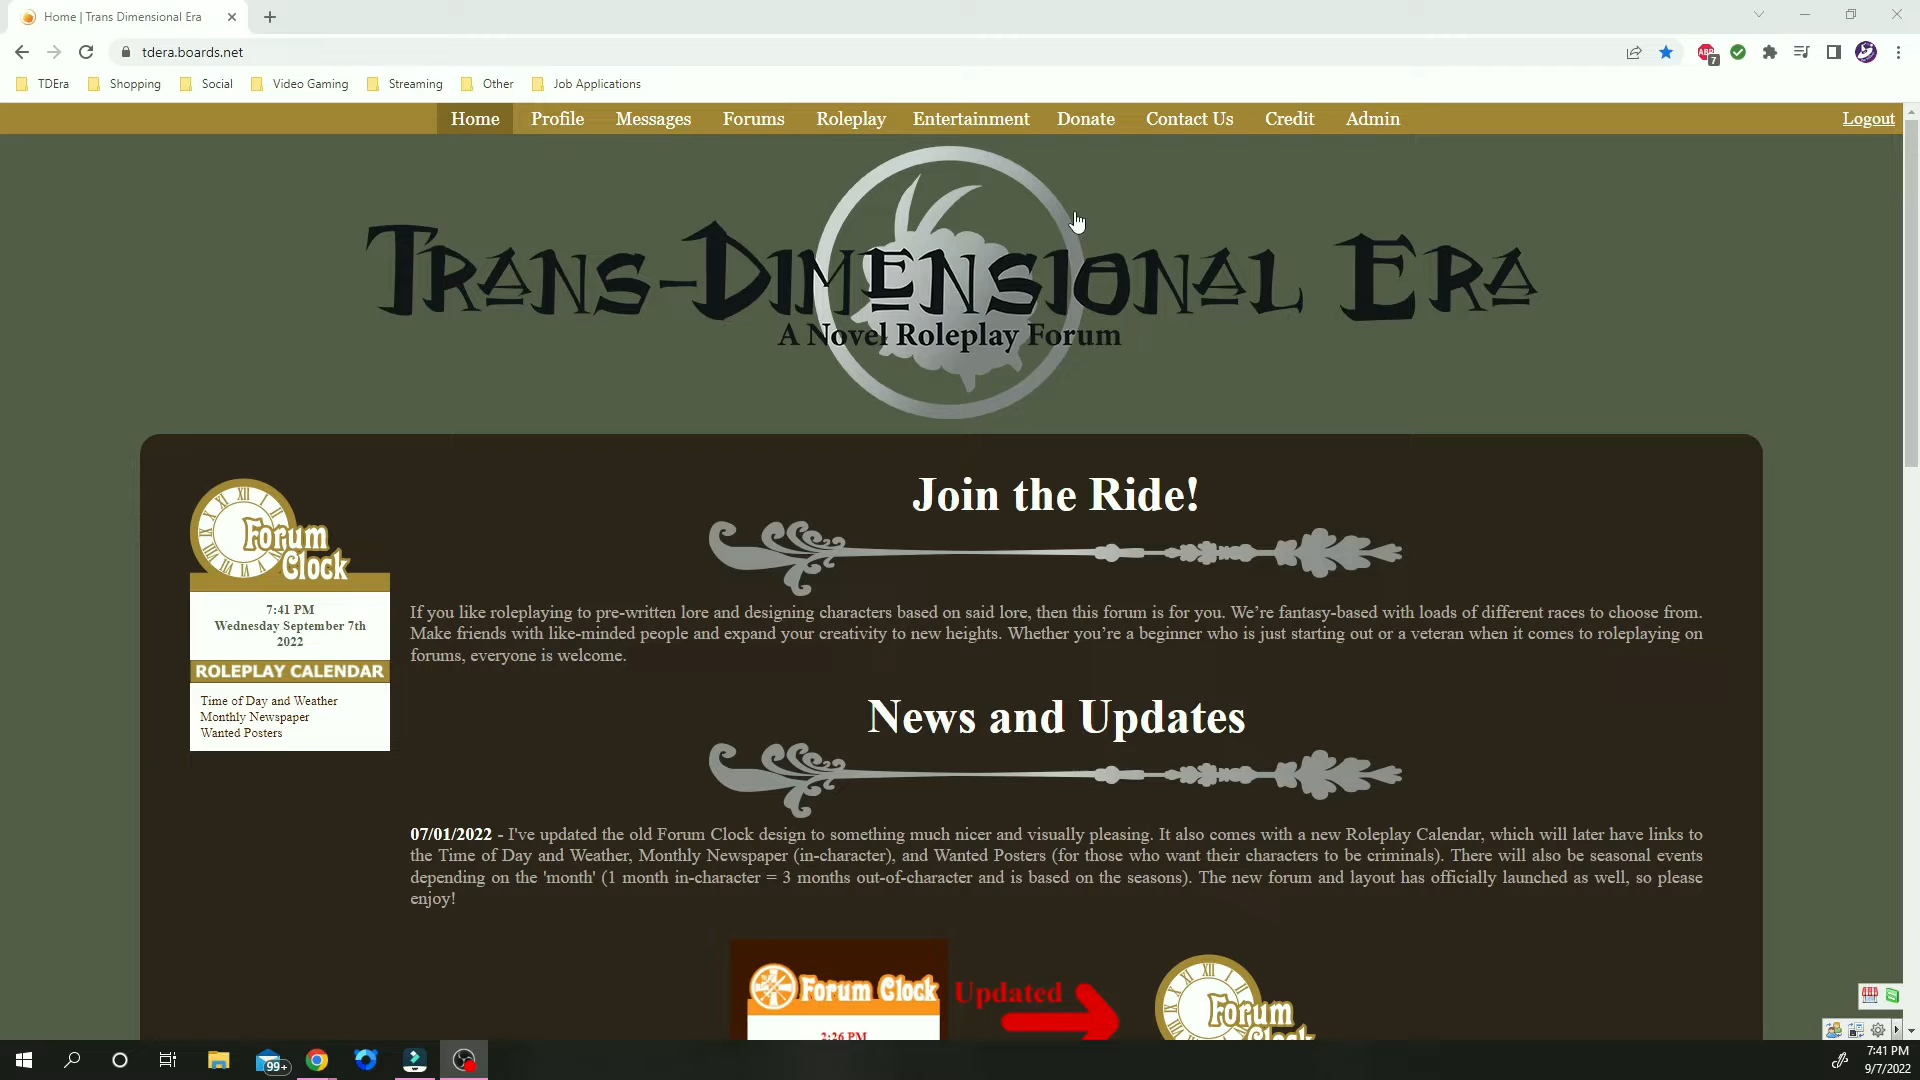 Home | Trans Dimensional Era
tdera.boards.net
ABP
7
TDEra
Shopping
Social
Video Gaming
Streaming
Other
Job Applications
Home
Profile
Messages
Forums
Roleplay
Entertainment
Donate
Contact Us
Credit
Admin
Logout
Trans-Dimensional Era
A Novel Roleplay Forum
Join the Ride!
XII
Forum
Clock
7:41 PM
Wednesday September 7th
2022
ROLEPLAY CALENDAR
Time of Day and Weather
Monthly Newspaper
Wanted Posters
If you like roleplaying to pre-written lore and designing characters based on said lore, then this forum is for you. We're fantasy-based with loads of different races to choose from.
Make friends with like-minded people and expand your creativity to new heights. Whether you're a beginner who is just starting out or a veteran when it comes to roleplaying on
forums, everyone is welcome.
News and Updates
07/01/2022 - I've updated the old Forum Clock design to something much nicer and visually pleasing. It also comes with a new Roleplay Calendar, which will later have links to
the Time of Day and Weather, Monthly Newspaper (in-character), and Wanted Posters (for those who want their characters to be criminals). There will also be seasonal events
depending on the 'month' (1 month in-character = 3 months out-of-character and is based on the seasons). The new forum and layout has officially launched as well, so please
enjoy!
Forum Clock
2:26 PM
Updated
XII
Forum
Clock
99+
7:41 PM
9/7/2022